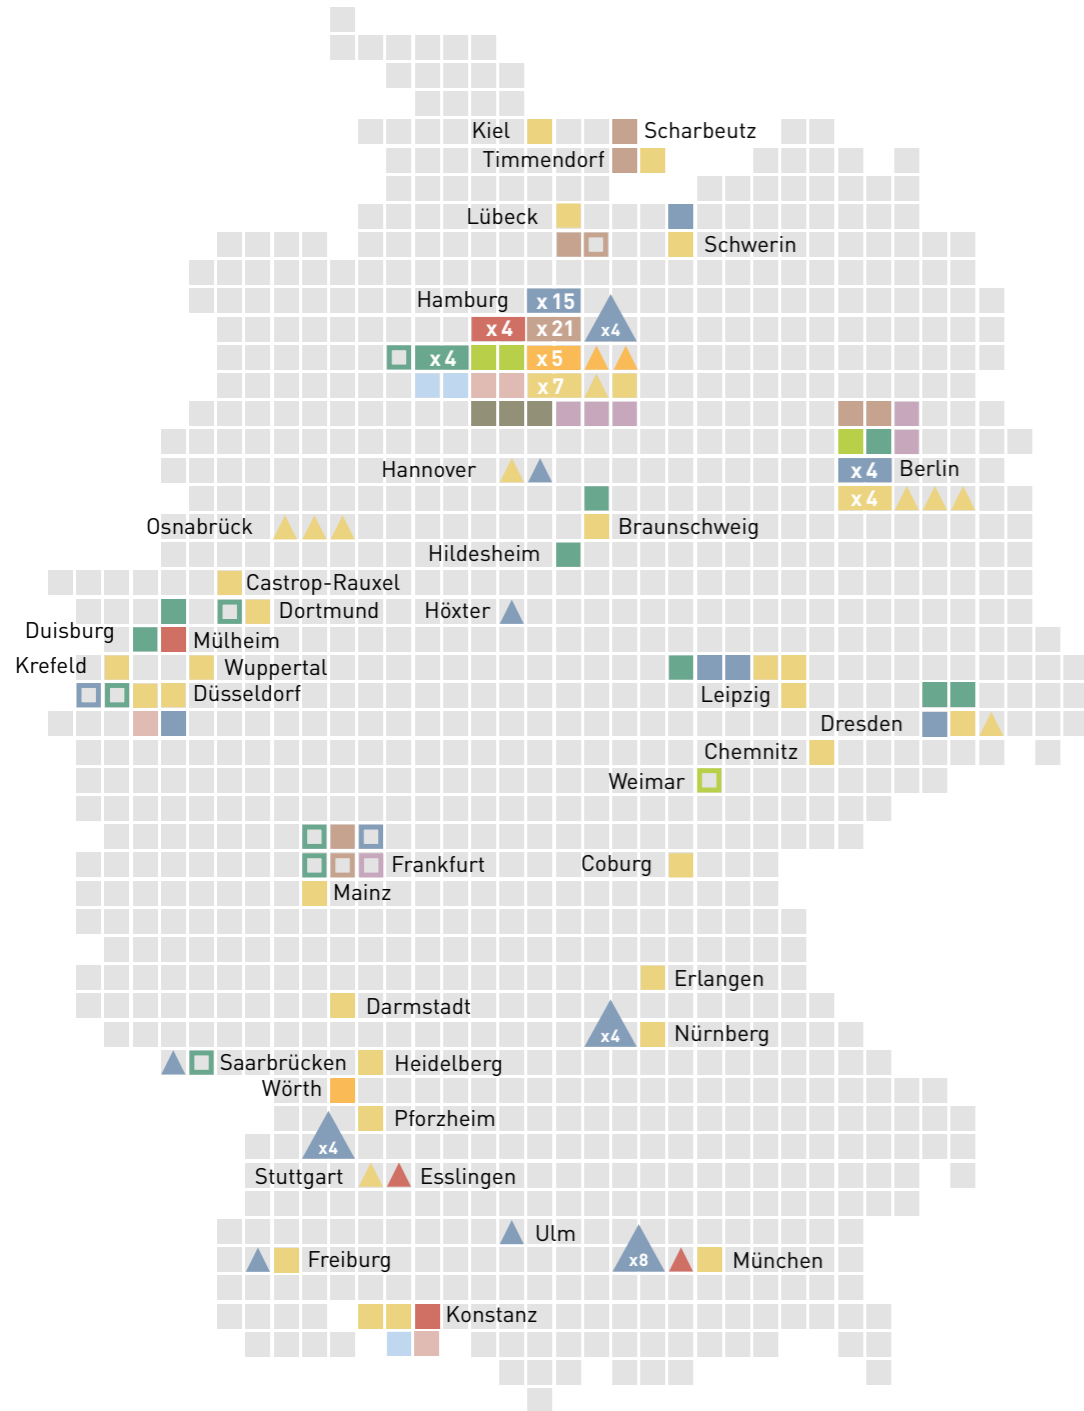 Kiel
Scharbeutz
Timmendorf
Lübeck
Schwerin
Hamburg
x 15
x 4
x 21
x4
x 4
x 5
x 7
Hannover
x 4
Berlin
x 4
Osnabrück
Braunschweig
Hildesheim
Castrop-Rauxel
Dortmund
Höxter
Duisburg
Mülheim
Krefeld
Wuppertal
Düsseldorf
Leipzig
Dresden
Chemnitz
Weimar
Frankfurt
Coburg
Mainz
Erlangen
Darmstadt
x4
Nürnberg
Saarbrücken
Heidelberg
Wörth
Pforzheim
x4
Stuttgart
Esslingen
Ulm
Freiburg
x8
München
Konstanz